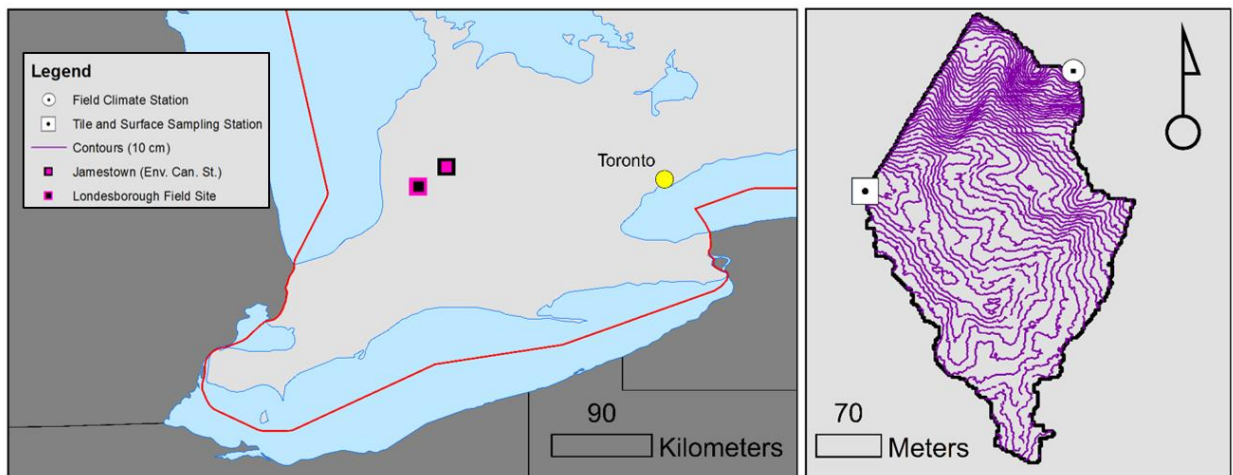 Legend
Field Climate Station
Tile and Surface Sampling Station
Contours (10 cm)
Jamestown (Env. Can. St.)
Londesborough Field Site
Toronto
90
Kilometers
70
Meters